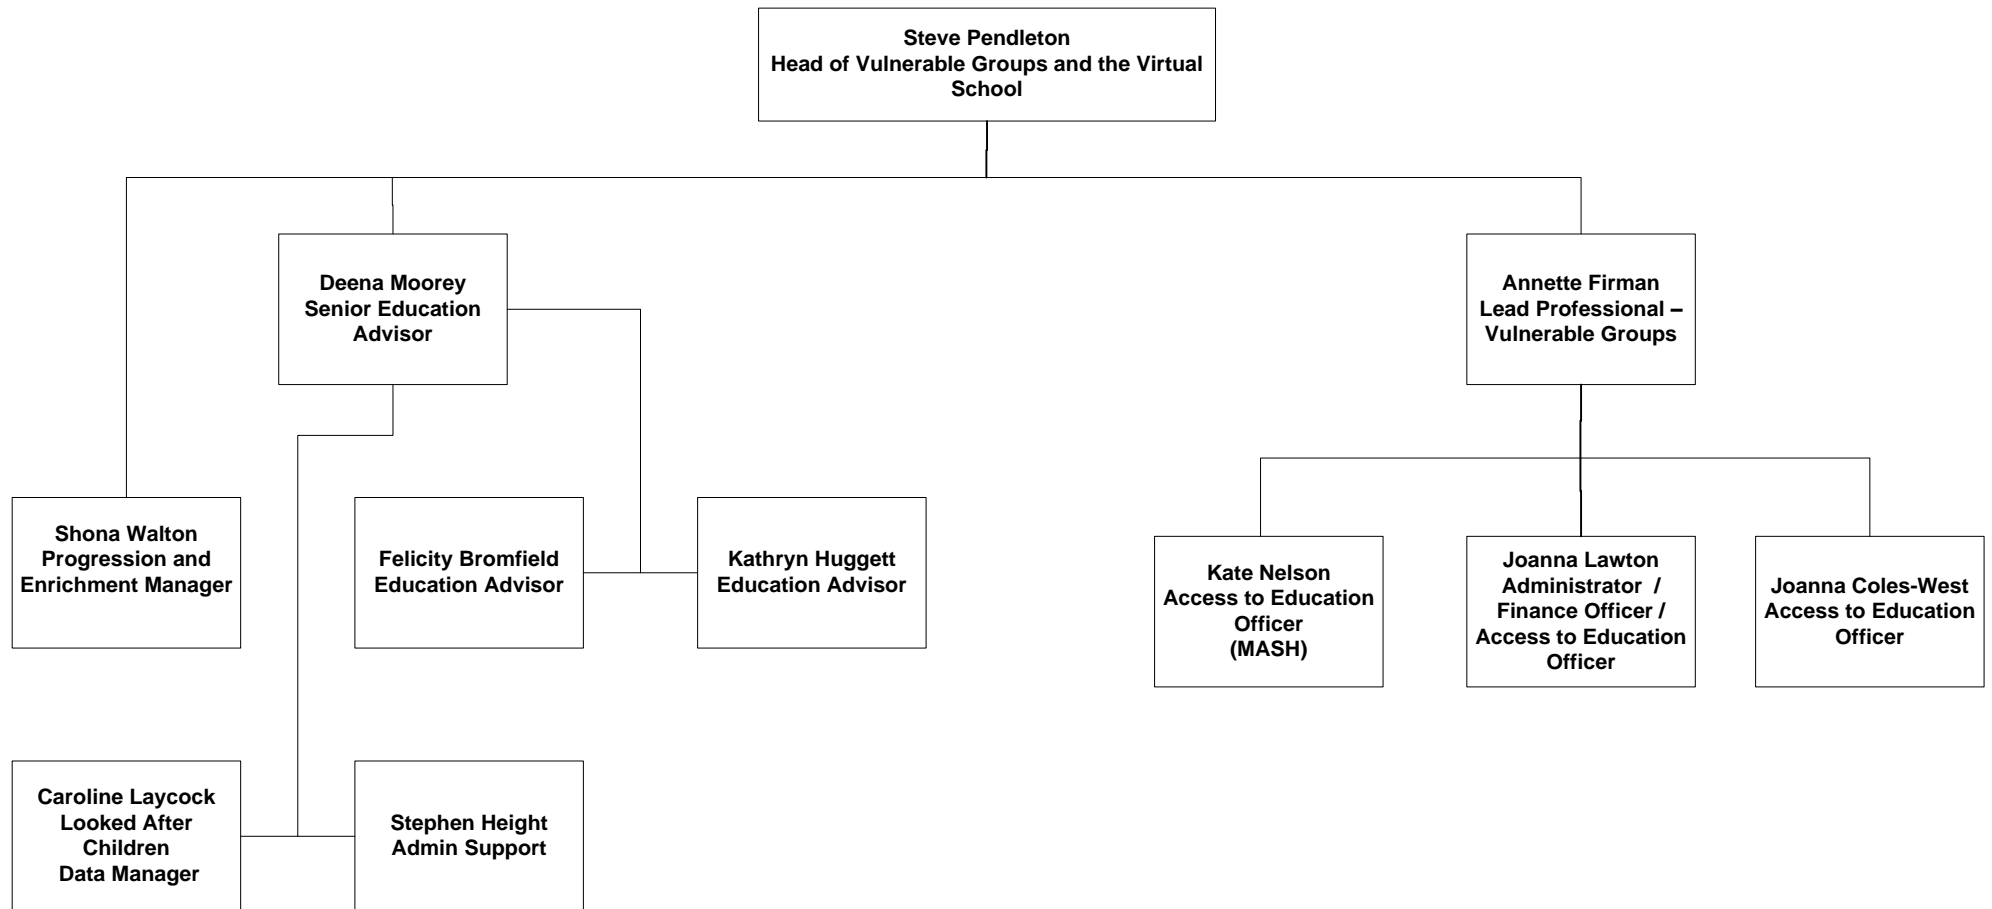 Steve Pendleton
Head of Vulnerable Groups and the Virtual
School
Deena Moorey
Senior Education
Advisor
Annette Firman
Lead Professional –
Vulnerable Groups
Shona Walton
Progression and
Enrichment Manager
Felicity Bromfield
Education Advisor
Kathryn Huggett
Education Advisor
Kate Nelson
Access to Education
Officer
(MASH)
Joanna Lawton
Administrator /
Finance Officer /
Access to Education
Officer
Joanna Coles-West
Access to Education
Officer
Caroline Laycock
Looked After
Children
Data Manager
Stephen Height
Admin Support